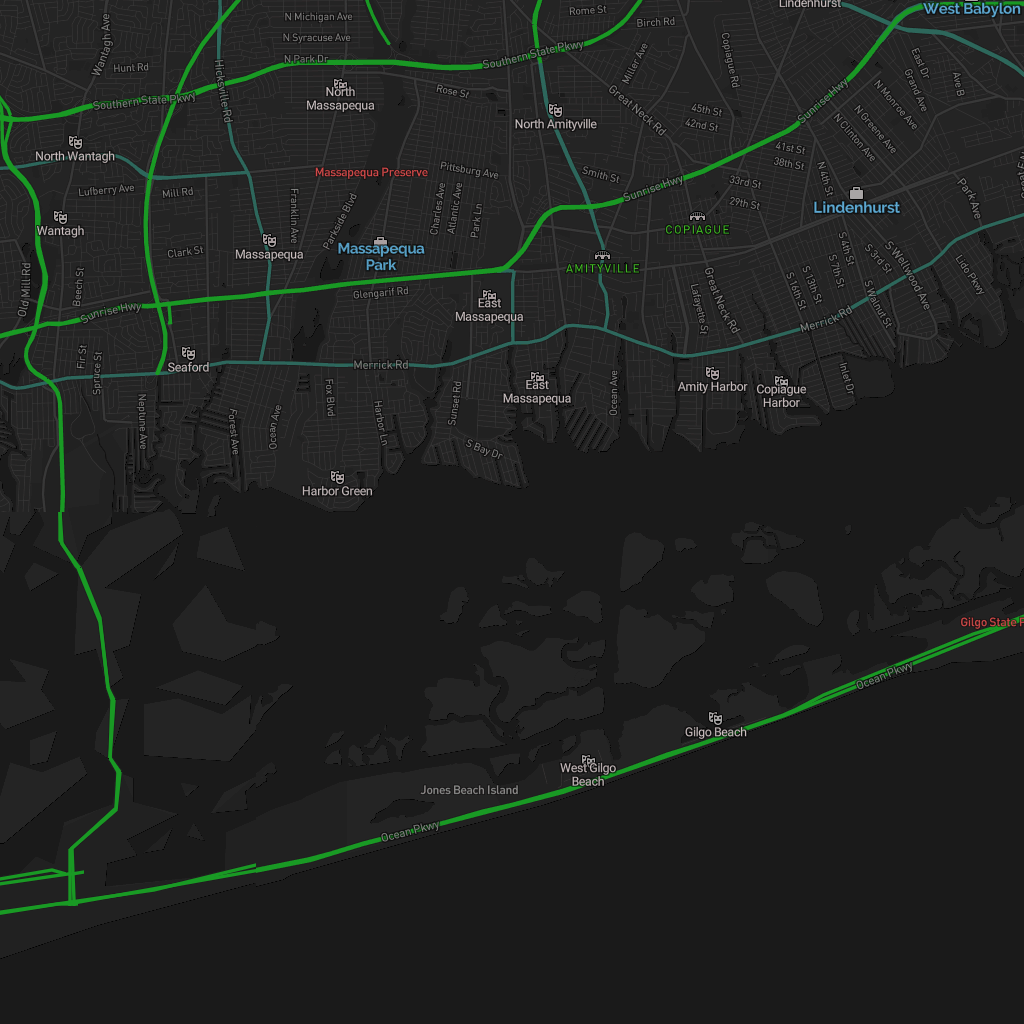 Lindenhurst
West Babylon
N Michigan Ave
Rome St
Birch Rd
Wantagh Ave
N Syracuse Ave
Copiague Rd
Southern State Pkwy
N Park Dr
Miller Ave
East Dr
Hunt Rd
Hicksville Rd
Grand Ave
Ave B
North
Massapequa
Rose St
Great Neck Rd
N Monroe Ave
Southern State Pkwy
Sunrise Hwy
45th St
42nd St
North Amityville
N Greene Ave
N Clinton Ave
North Wantagh
41st St
38th St
Massapequa Preserve
Pittsburg Ave
Smith St
33rd St
N 4th St
Lufberry Ave
Mill Rd
Sunrise Hwy
29th St
Park Ave
Lindenhurst
Franklin Ave
Parkside Blvd
Charles Ave
Atlantic Ave
Park Ln
Wantagh
COPIAGUE
Clark St
Massapequa
Massapequa
Park
S 4th St
S 3rd St
S Wellwood Ave
AMITYVILLE
S 7th St
Lido Pkwy
Old Mill Rd
Beech St
Glengarif Rd
Great Neck Rd
Lafayette St
S 16th St
S 13th St
S Walnut St
Sunrise Hwy
East
Massapequa
Merrick Rd
Fir St
Spruce St
Seaford
Merrick Rd
East
Massapequa
Ocean Ave
Amity Harbor
Copiague
Harbor
Inlet Dr
Neptune Ave
Forest Ave
Ocean Ave
Fox Blvd
Harbor Ln
Sunset Rd
S Bay Dr
Harbor Green
Gilgo State P
Ocean Pkwy
Gilgo Beach
West Gilgo
Beach
Jones Beach Island
Ocean Pkwy